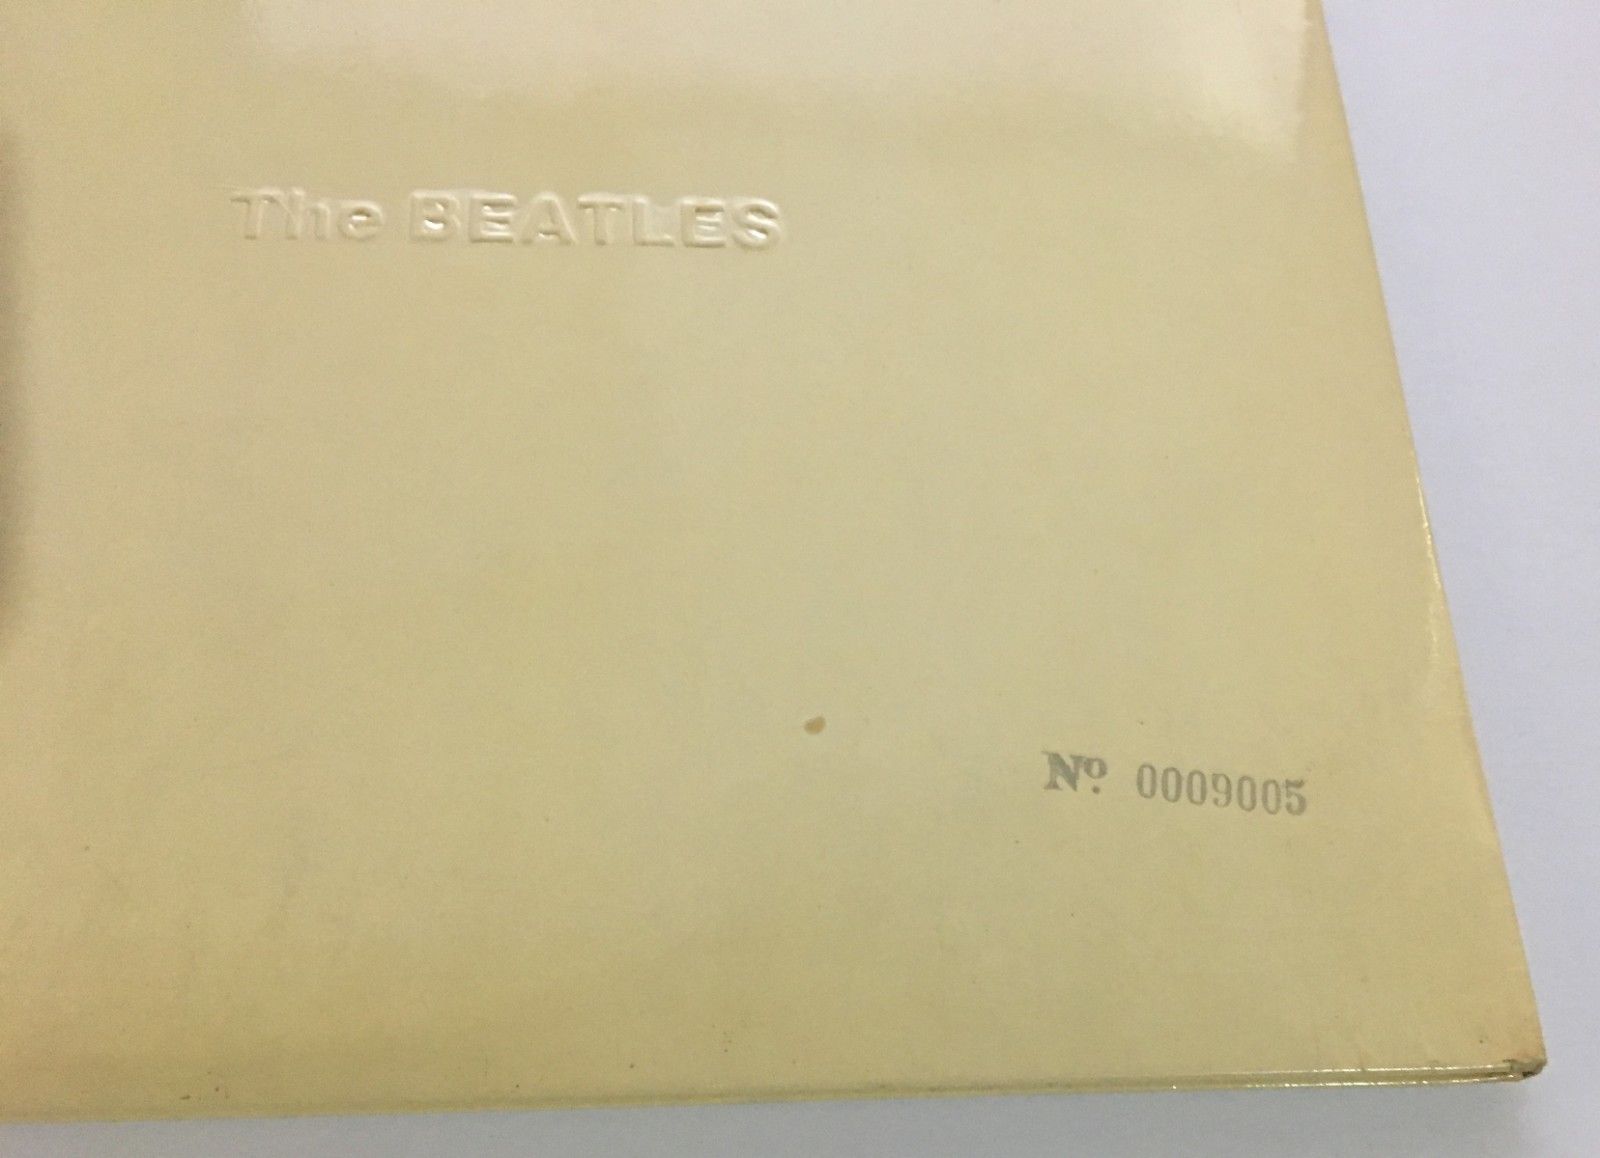 The BEATLES
Nº. 0009005